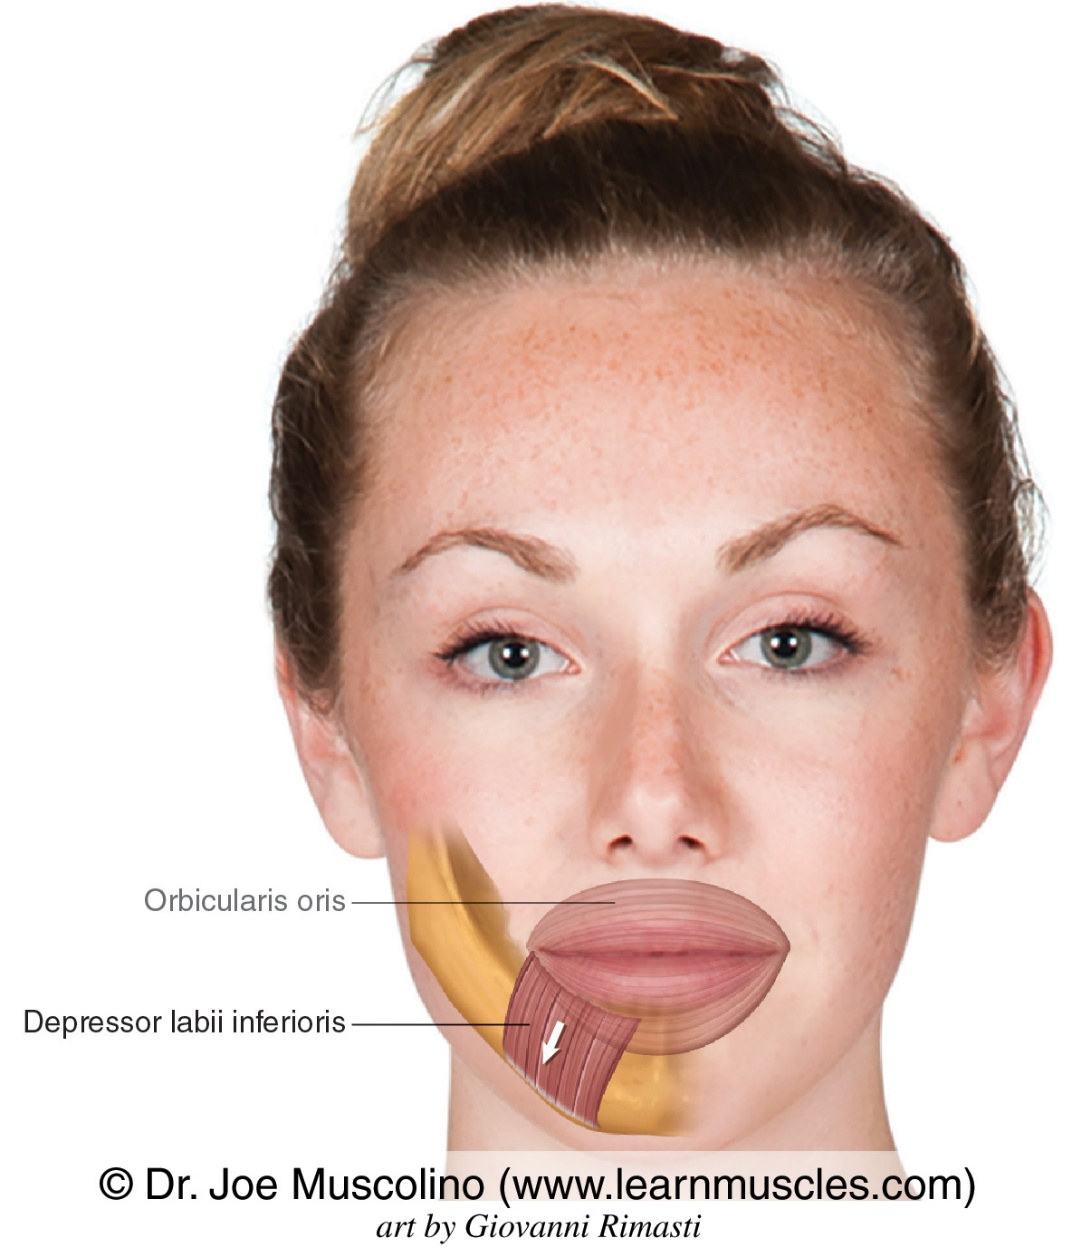 Orbicularis oris
Depressor labii inferioris
© Dr. Joe Muscolino (www.learnmuscles.com)
art by Giovanni Rimasti